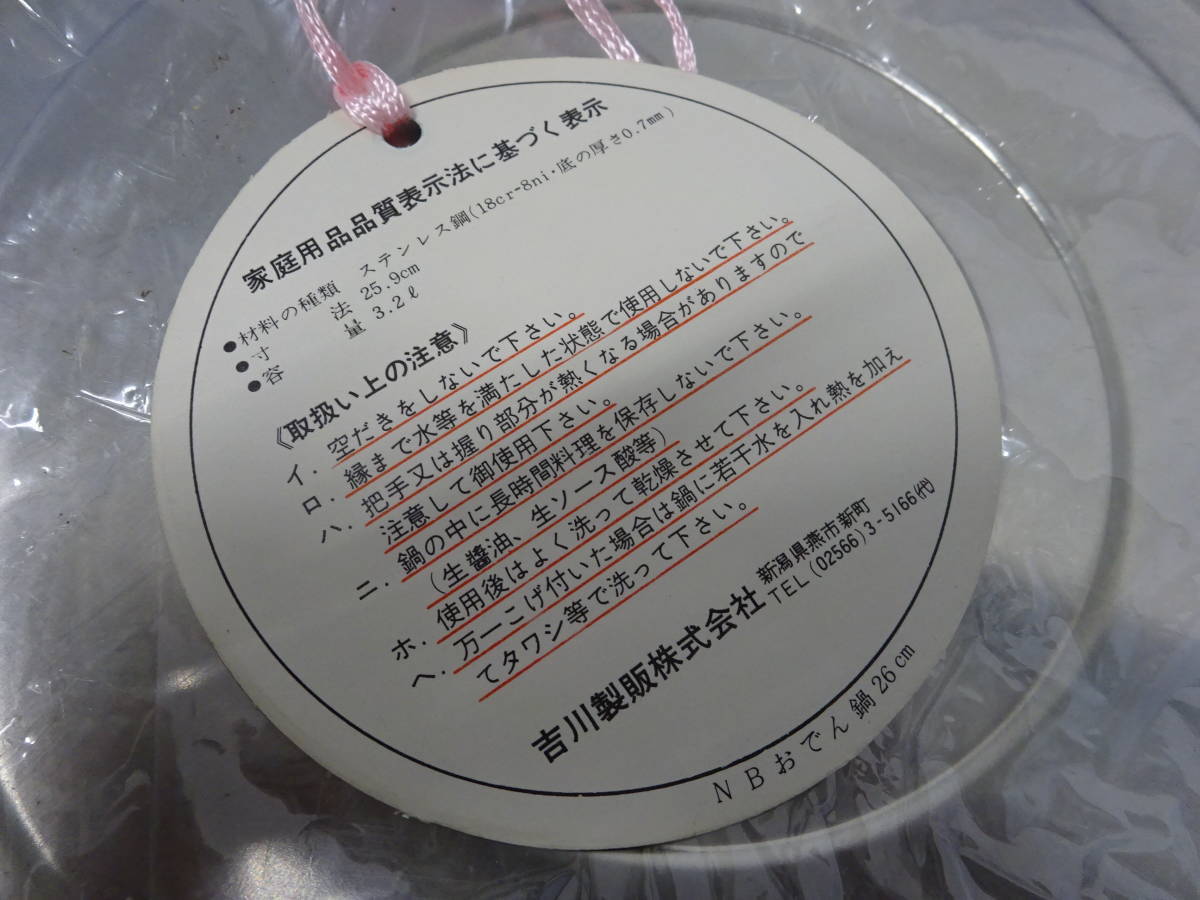 家庭用品品質表示法に基づく表示
●材料の種類 ステンレス鋼(18cr-8ni・底の厚さ0.7mm)
●寸 法 25.9cm
●容 量 3.2ℓ
《取扱い上の注意》
イ. 空だきをしないで下さい。
ロ. 縁まで水等を満たした状態で使用しないで下さい。
ハ. 把手又は握り部分が熱くなる場合がありますので
注意して御使用下さい。
ニ. 鍋の中に長時間料理を保存しないで下さい。
(生醬油、生ソース酸等)
ホ. 使用後はよく洗って乾燥させて下さい。
ヘ. 万一こげ付いた場合は鍋に若干水を入れ熱を加え
てタワシ等で洗って下さい。
吉川製販株式会社 新潟県燕市新町
TEL (02566)3-5166(代)
NBおでん鍋26cm